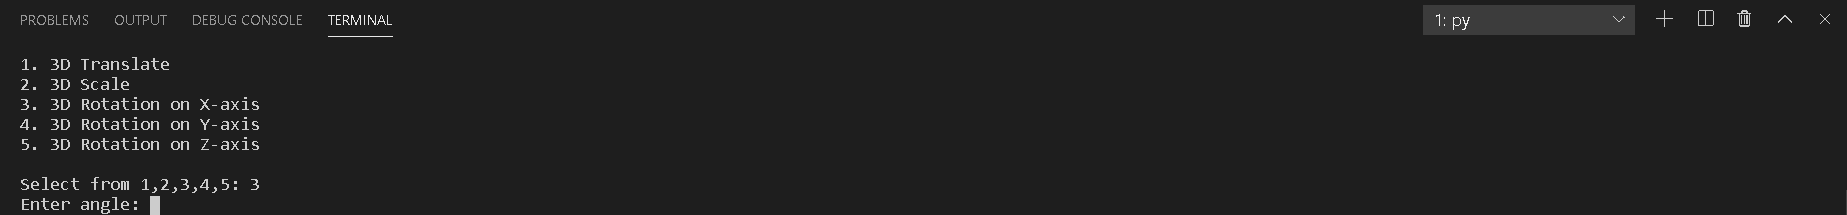 PROBLEMS OUTPUT DEBUG CONSOLE TERMINAL 1: py
1. 3D Translate
2. 3D Scale
3. 3D Rotation on X-axis
4. 3D Rotation on Y-axis
5. 3D Rotation on Z-axis
Select from 1,2,3,4,5: 3
Enter angle: